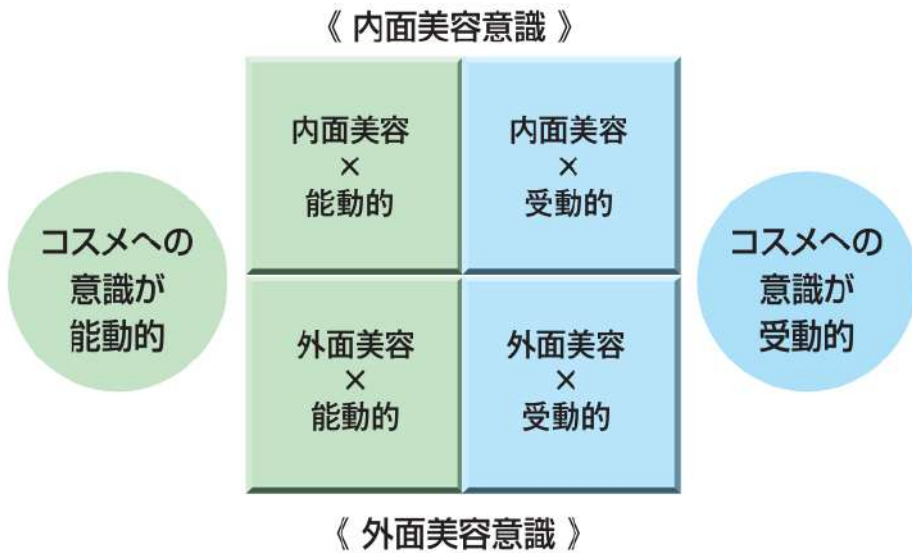 《 内面美容意識 》
内面美容
×
能動的
内面美容
×
受動的
コスメへの
意識が
能動的
コスメへの
意識が
受動的
外面美容
×
能動的
外面美容
×
受動的
《 外面美容意識 》